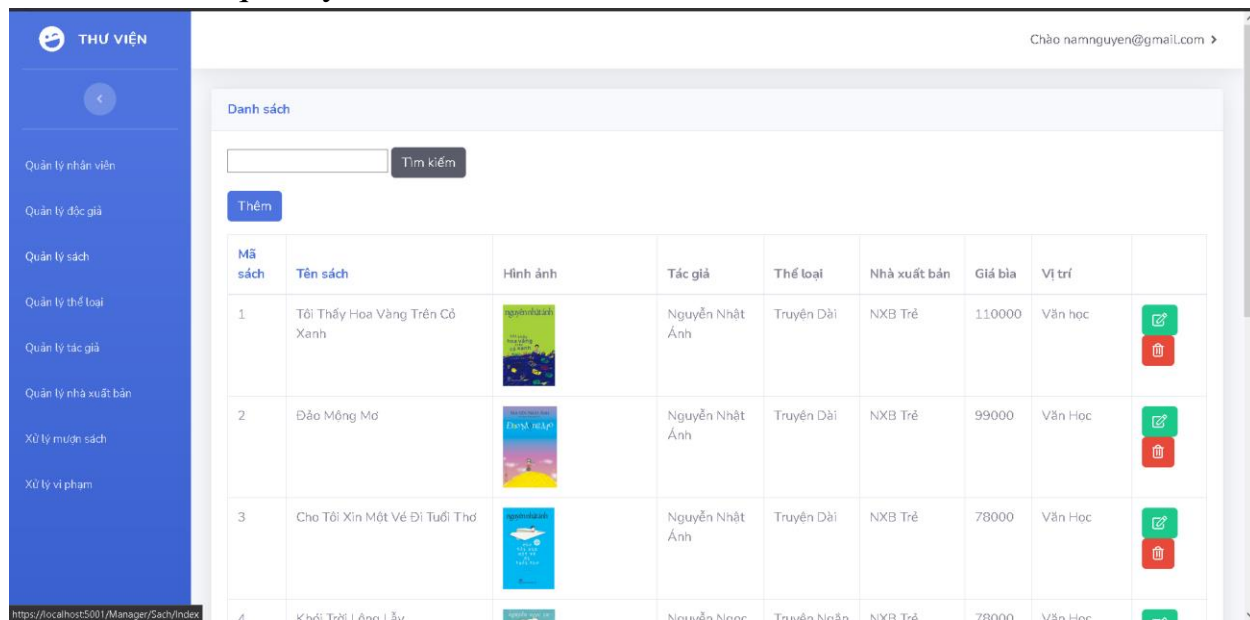 THƯ VIỆN
Chào namnguyen@gmail.com
Danh sách
Tìm kiếm
Thêm
Quản lý nhân viên
Quản lý độc giả
Quản lý sách
Quản lý thể loại
Quản lý tác giả
Quản lý nhà xuất bản
Xử lý mượn sách
Xử lý vi phạm
Mã sách Tên sách Hình ảnh Tác giả Thể loại Nhà xuất bản Giá bìa Vị trí
1 Tôi Thấy Hoa Vàng Trên Cỏ Nguyễn Nhật Truyện Dài NXB Trẻ 110000 Văn học
Xanh Ánh
2 Đảo Mộng Mơ Nguyễn Nhật Truyện Dài NXB Trẻ 99000 Văn Học
Ánh
3 Cho Tôi Xin Một Vé Đi Tuổi Thơ Nguyễn Nhật Truyện Dài NXB Trẻ 78000 Văn Học
Ánh
4 Khói Trời Lộng Lẫy Nguyễn Ngọc Truyện Ngắn NXB Trẻ 78000 Văn Học
https://localhost:5001/Manager/Sach/Index